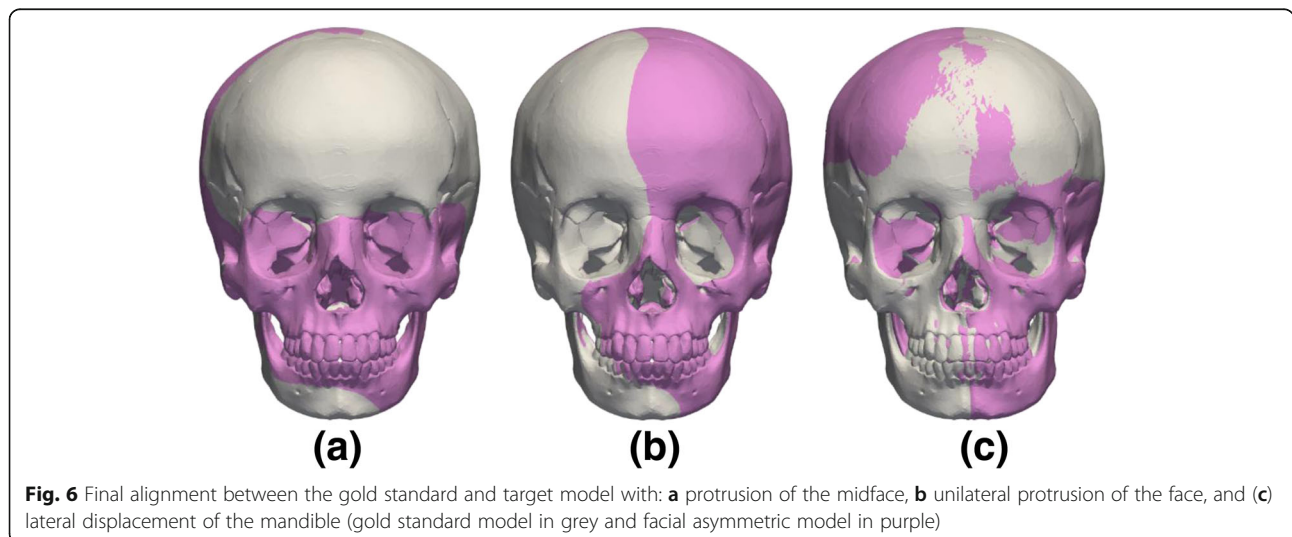 (a) (b) (c)
Fig. 6 Final alignment between the gold standard and target model with: a protrusion of the midface, b unilateral protrusion of the face, and (c)
lateral displacement of the mandible (gold standard model in grey and facial asymmetric model in purple)